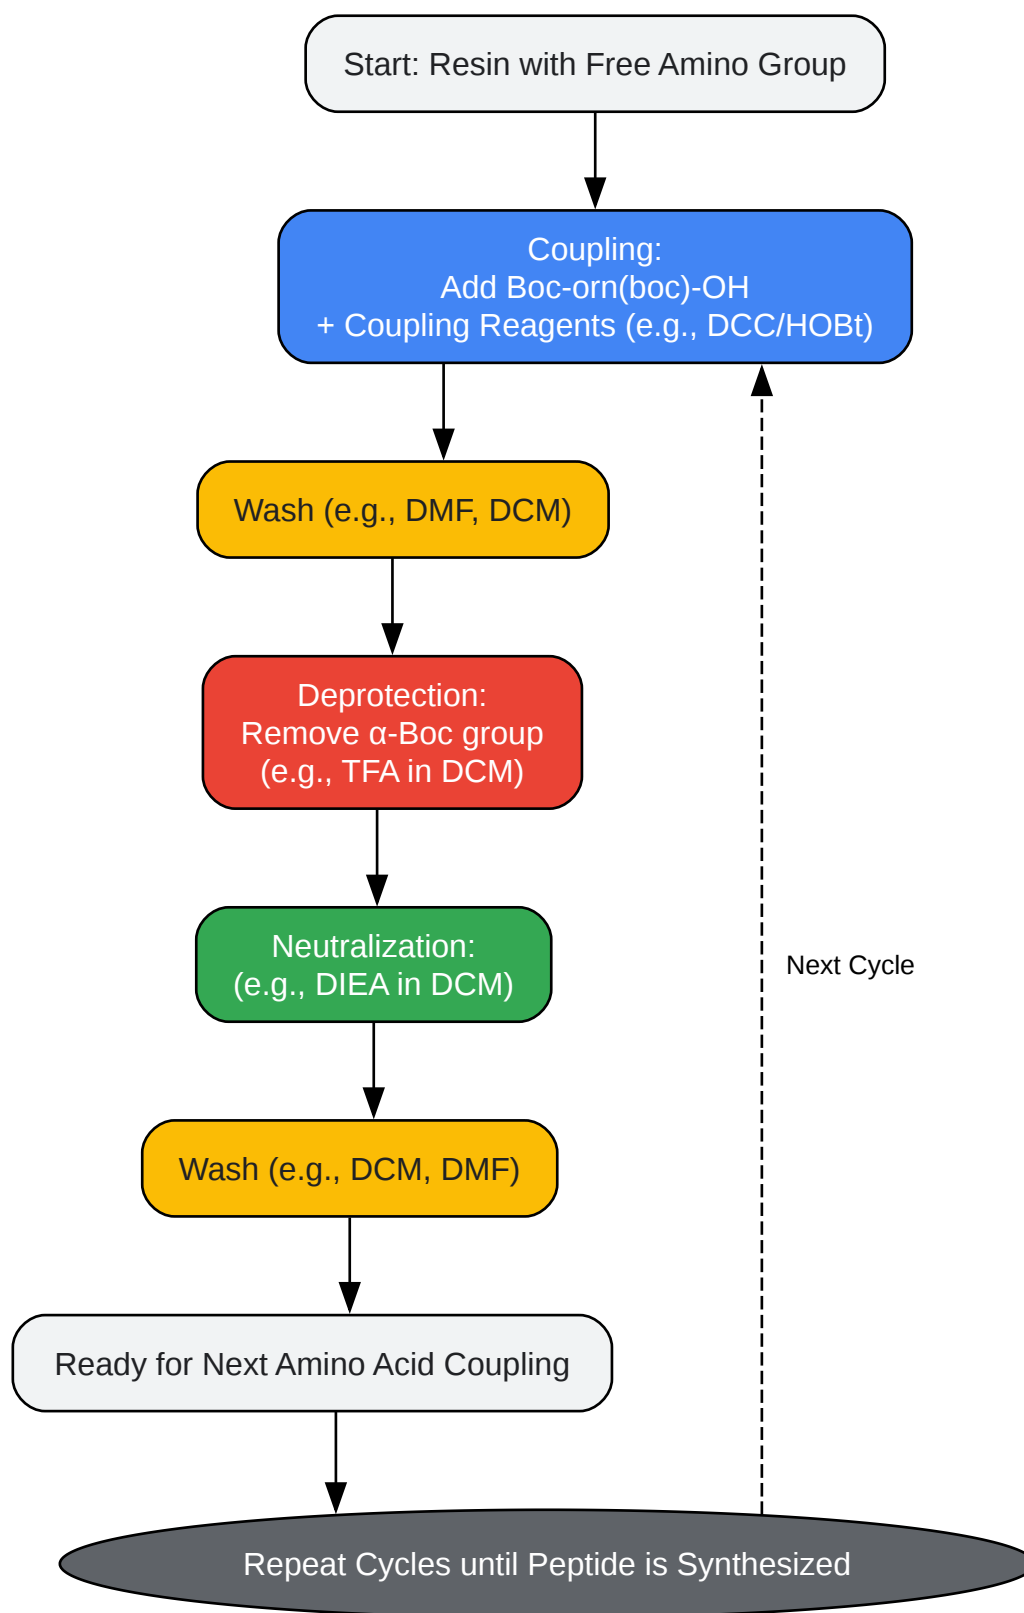 Start: Resin with Free Amino Group
Coupling:
Add Boc-orn(boc)-OH
+ Coupling Reagents (e.g., DCC/HOBt)
Wash (e.g., DMF, DCM)
Deprotection:
Remove α-Boc group
(e.g., TFA in DCM)
Neutralization:
(e.g., DIEA in DCM)
Next Cycle
Wash (e.g., DCM, DMF)
Ready for Next Amino Acid Coupling
Repeat Cycles until Peptide is Synthesized